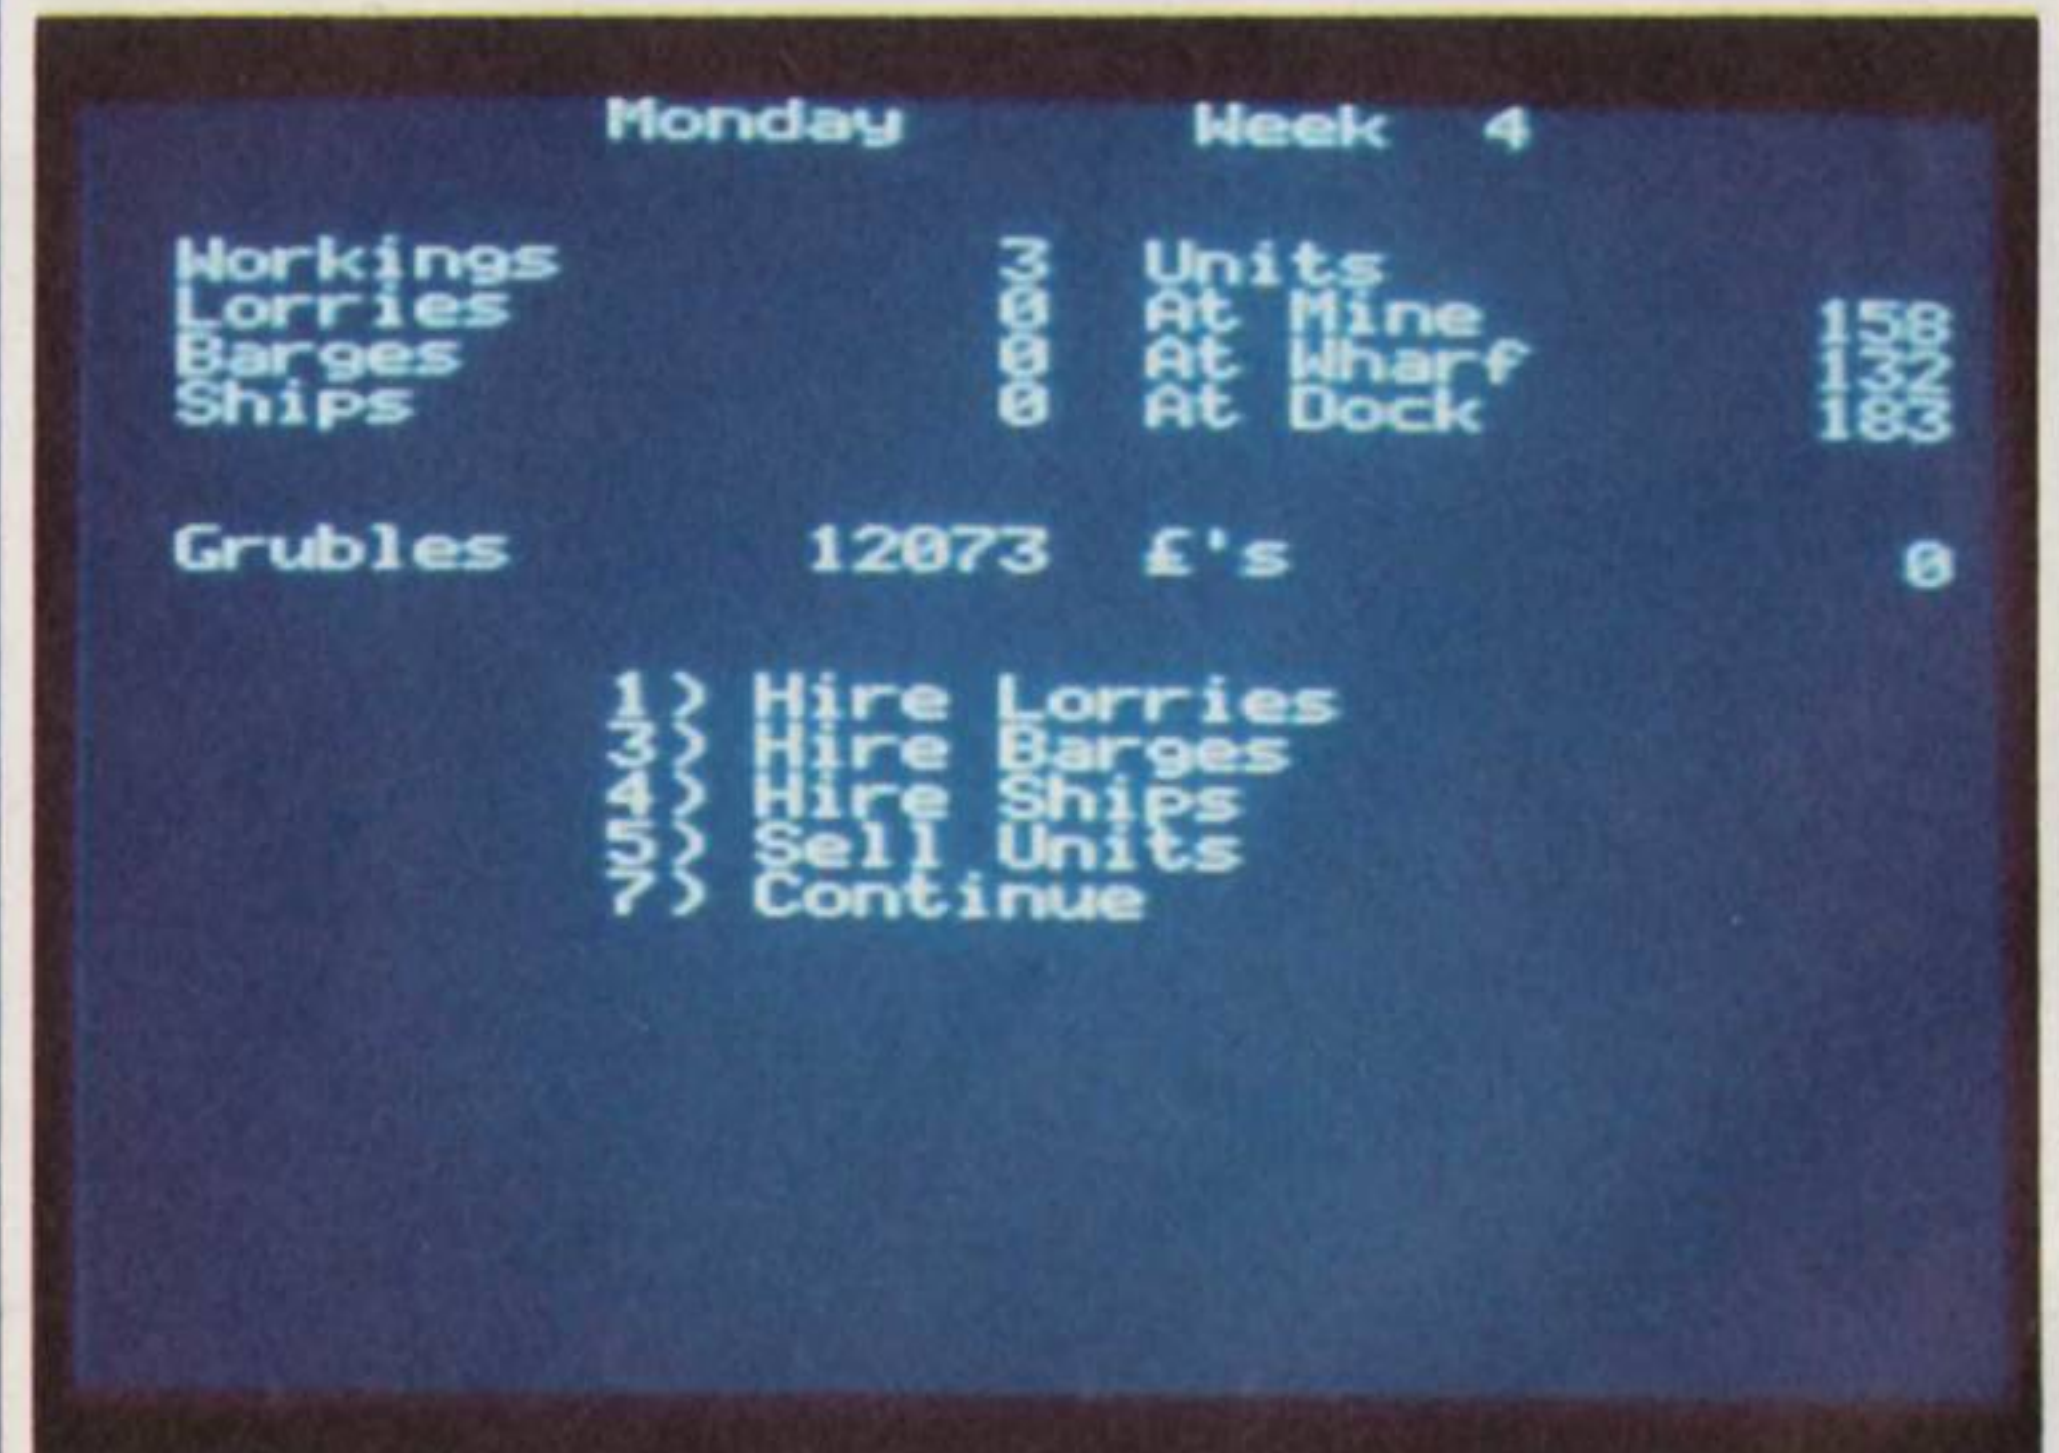 Monday Week 4
Workings 3 Units
Lorries 0 At Mine 158
Barges 0 At Wharf 132
Ships 0 At Dock 183
Grubles 12073 £'s 0
1> Hire Lorries
3> Hire Barges
4> Hire Ships
5> Sell Units
7> Continue